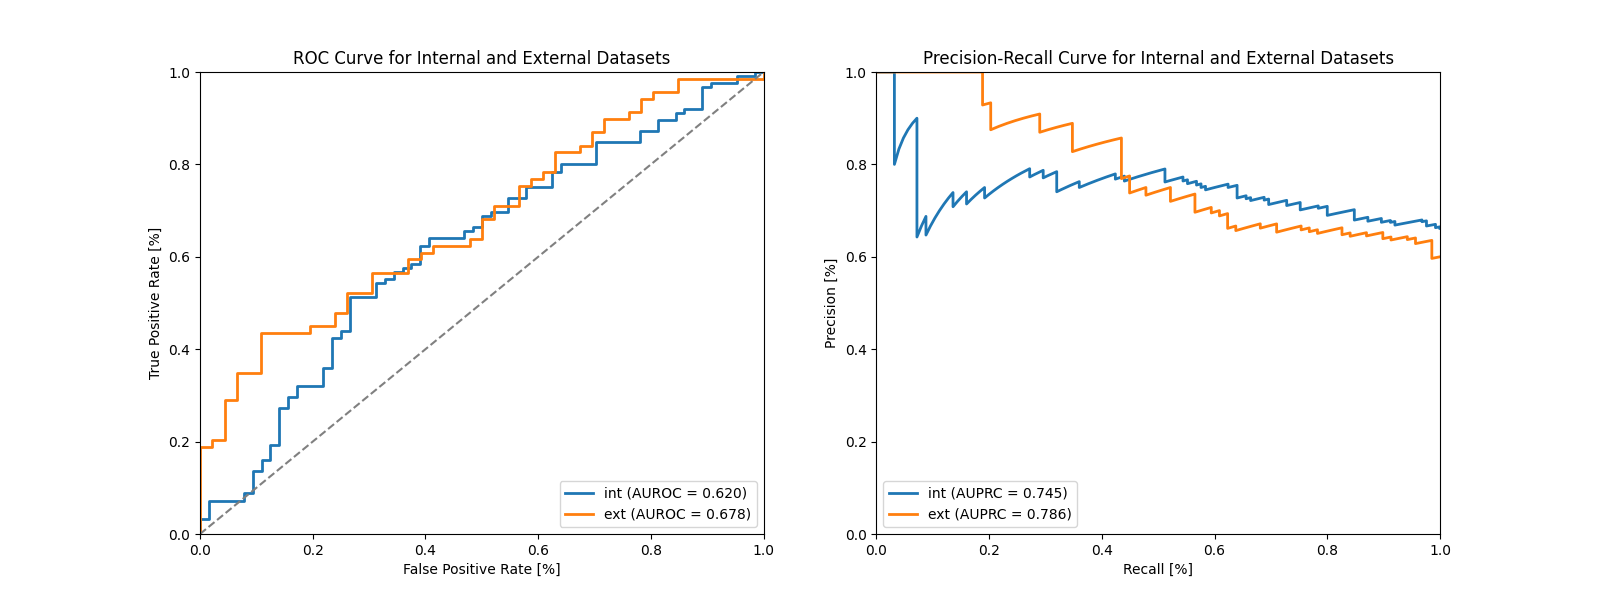 ROC Curve for Internal and External Datasets
1.0
0.8
0.6
0.4
0.2
0.0
True Positive Rate [%]
0.0 0.2 0.4 0.6 0.8 1.0
False Positive Rate [%]
int (AUROC = 0.620)
ext (AUROC = 0.678)
Precision-Recall Curve for Internal and External Datasets
1.0
0.8
0.6
0.4
0.2
0.0
Precision [%]
0.0 0.2 0.4 0.6 0.8 1.0
Recall [%]
int (AUPRC = 0.745)
ext (AUPRC = 0.786)